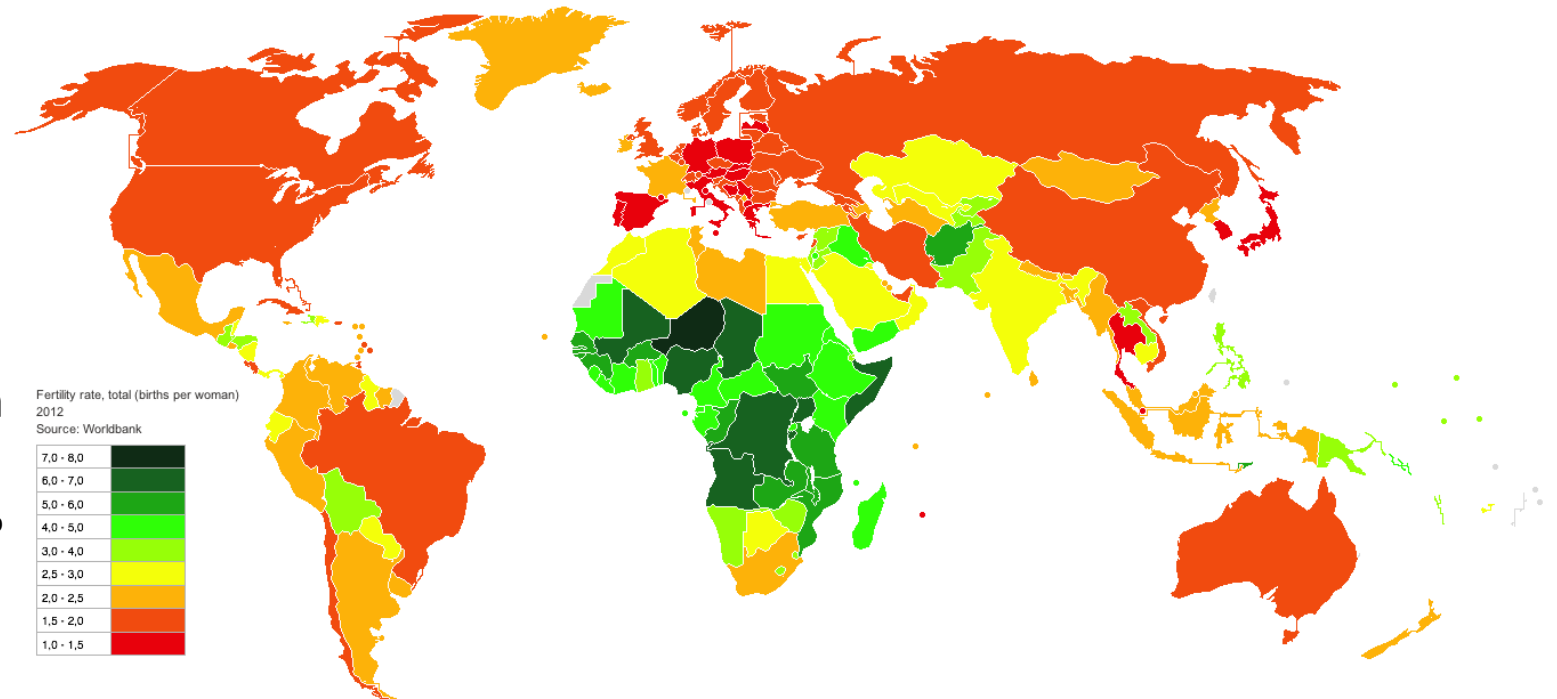 Fertility rate, total (births per woman)
2012
Source: Worldbank
7,0 - 8,0
6,0 - 7,0
5,0 - 6,0
4,0 - 5,0
3,0 - 4,0
2,5 - 3,0
2,0 - 2,5
1,5 - 2,0
1,0 - 1,5